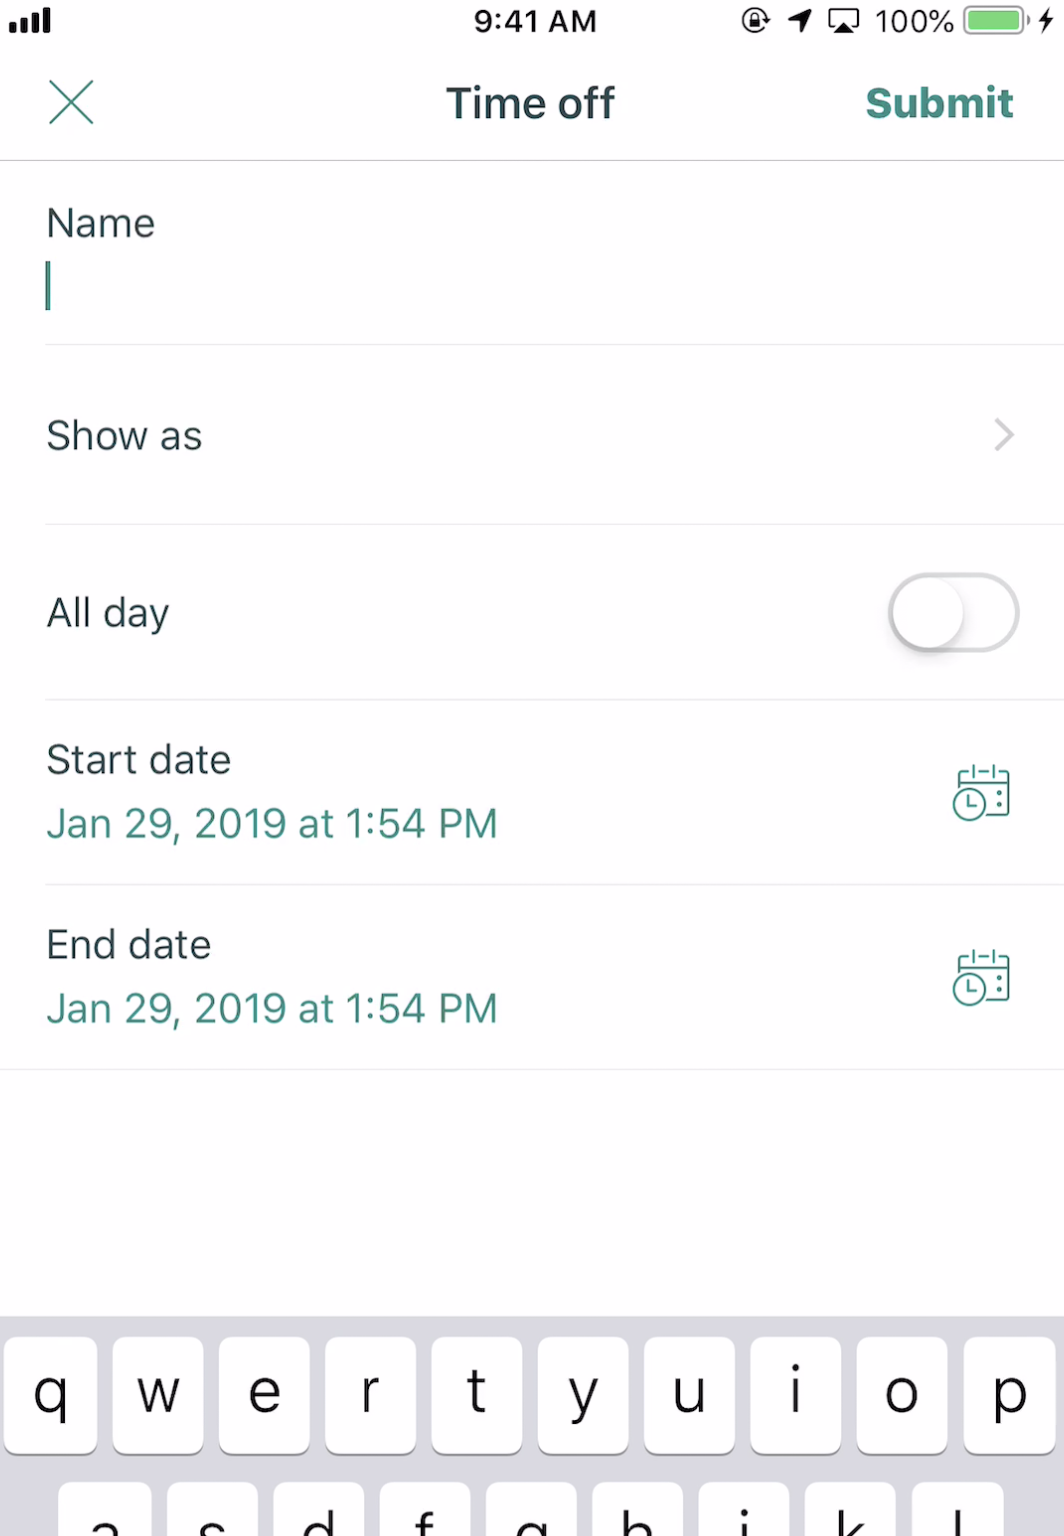 9:41 AM 100%
Time off Submit
Name
Show as
All day
Start date
Jan 29, 2019 at 1:54 PM
End date
Jan 29, 2019 at 1:54 PM
q w e r t y u i o p
a s d f g h j k l